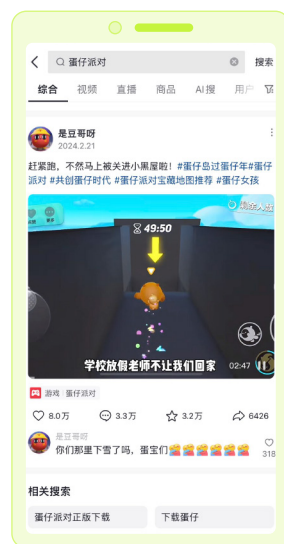 蛋仔派对
搜索
综合 视频 直播 商品 AI搜 用户
是豆哥呀
2024.2.21
赶紧跑，不然马上被关进小黑屋啦！#蛋仔岛过蛋仔年#蛋仔
派对 #共创蛋仔时代 #蛋仔派对宝藏地图推荐 #蛋仔女孩
49:50
学校放假老师不让我们回家
02:47
游戏 · 蛋仔派对
8.0万 3.3万 3.2万 6426
是豆哥呀
你们那里下雪了吗，蛋宝们
318
相关搜索
蛋仔派对正版下载 下载蛋仔